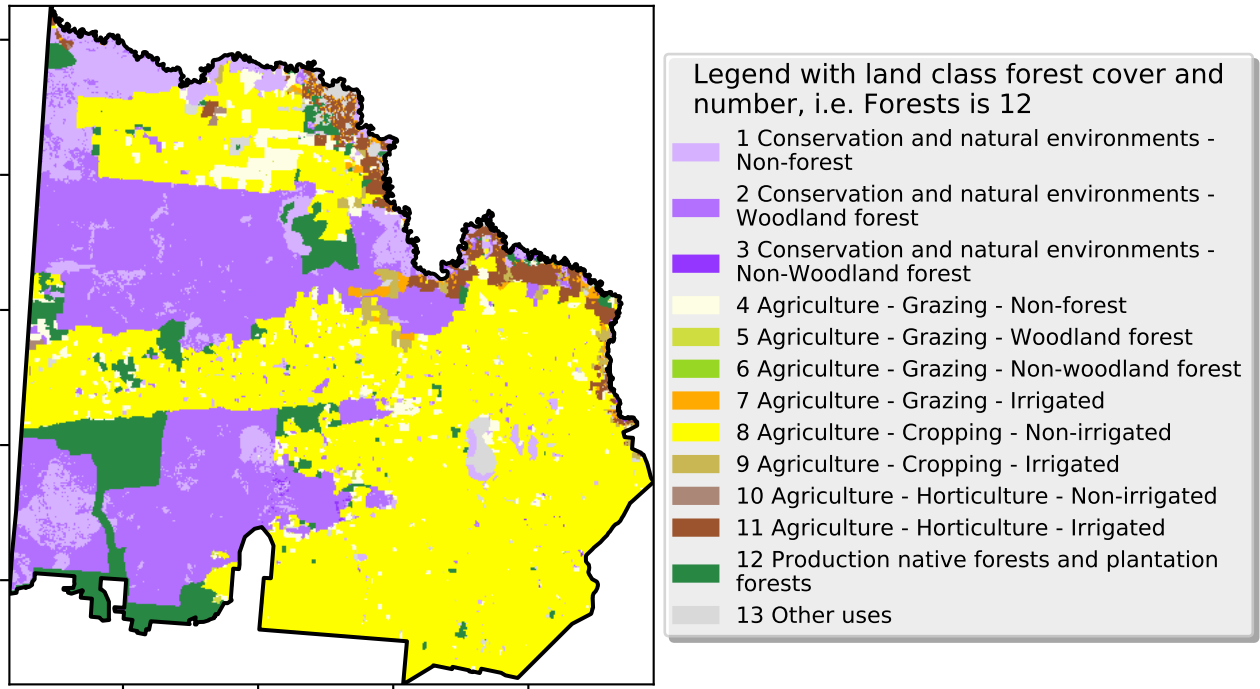 Legend with land class forest cover and
number, i.e. Forests is 12
1 Conservation and natural environments -
Non-forest
2 Conservation and natural environments -
Woodland forest
3 Conservation and natural environments -
Non-Woodland forest
4 Agriculture - Grazing - Non-forest
5 Agriculture - Grazing - Woodland forest
6 Agriculture - Grazing - Non-woodland forest
7 Agriculture - Grazing - Irrigated
8 Agriculture - Cropping - Non-irrigated
9 Agriculture - Cropping - Irrigated
10 Agriculture - Horticulture - Non-irrigated
11 Agriculture - Horticulture - Irrigated
12 Production native forests and plantation
forests
13 Other uses